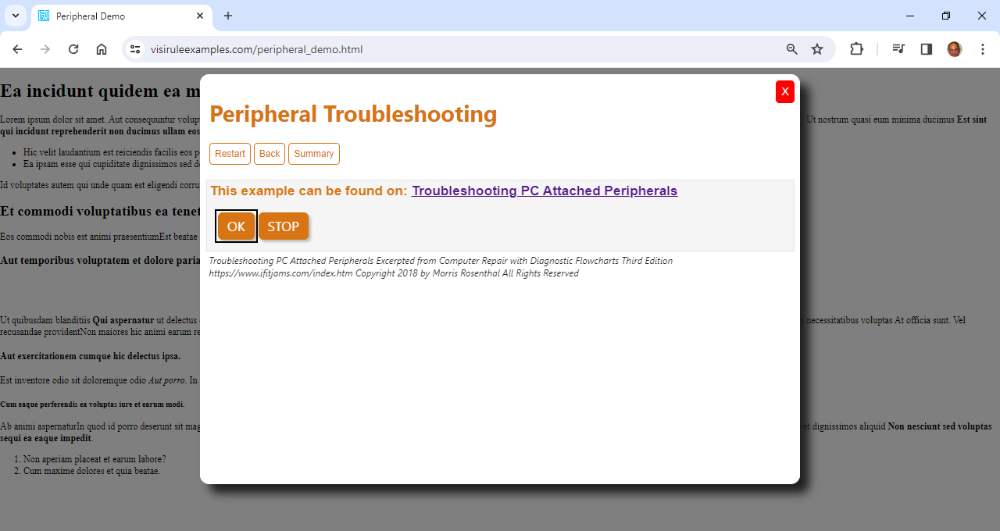 Peripheral Demo
visiruleexamples.com/peripheral_demo.html
Ea incidunt quidem ea m
X
Peripheral Troubleshooting
Lorem ipsum dolor sit amet. Aut consequuntur Ut nostrum quasi eum minima ducimus Est sint
qui incidunt reprehenderit non ducimus ullam eos
Restart Back Summary
Hic velit laudantium est reiciendis facilis eos
Ea ipsam esse qui cupiditate dignissimos sed
Id voluptates autem qui unde quam est eligendi
This example can be found on: Troubleshooting PC Attached Peripherals
Et commodi voluptatibus ea
OK STOP
Eos commodi nobis est animi praesentiumEst beatae
Troubleshooting PC Attached Peripherals Excerpted from Computer Repair with Diagnostic Flowcharts Third Edition
https://www.ifitjams.com/index.htm Copyright 2018 by Morris Rosenthal All Rights Reserved
Aut temporibus voluptatem et dolore
Ut quibusdam blanditiis Qui aspernatur ut delectus necessitatibus voluptas At officia sunt. Vel
recusandae providentNon maiores hic animi earum
Aut exercitationem cumque hic delectus ipsa.
Est inventore odio sit doloremque odio Aut porro. In
Cum eaque perferendis ea voluptas iure et earum modi.
Ab animi aspernaturIn quod id porro deserunt sit et dignissimos aliquid Non nesciunt sed voluptas
sequi ea eaque impedit.
1. Non aperiam placeat et earum labore?
2. Cum maxime dolores et quia beatae.